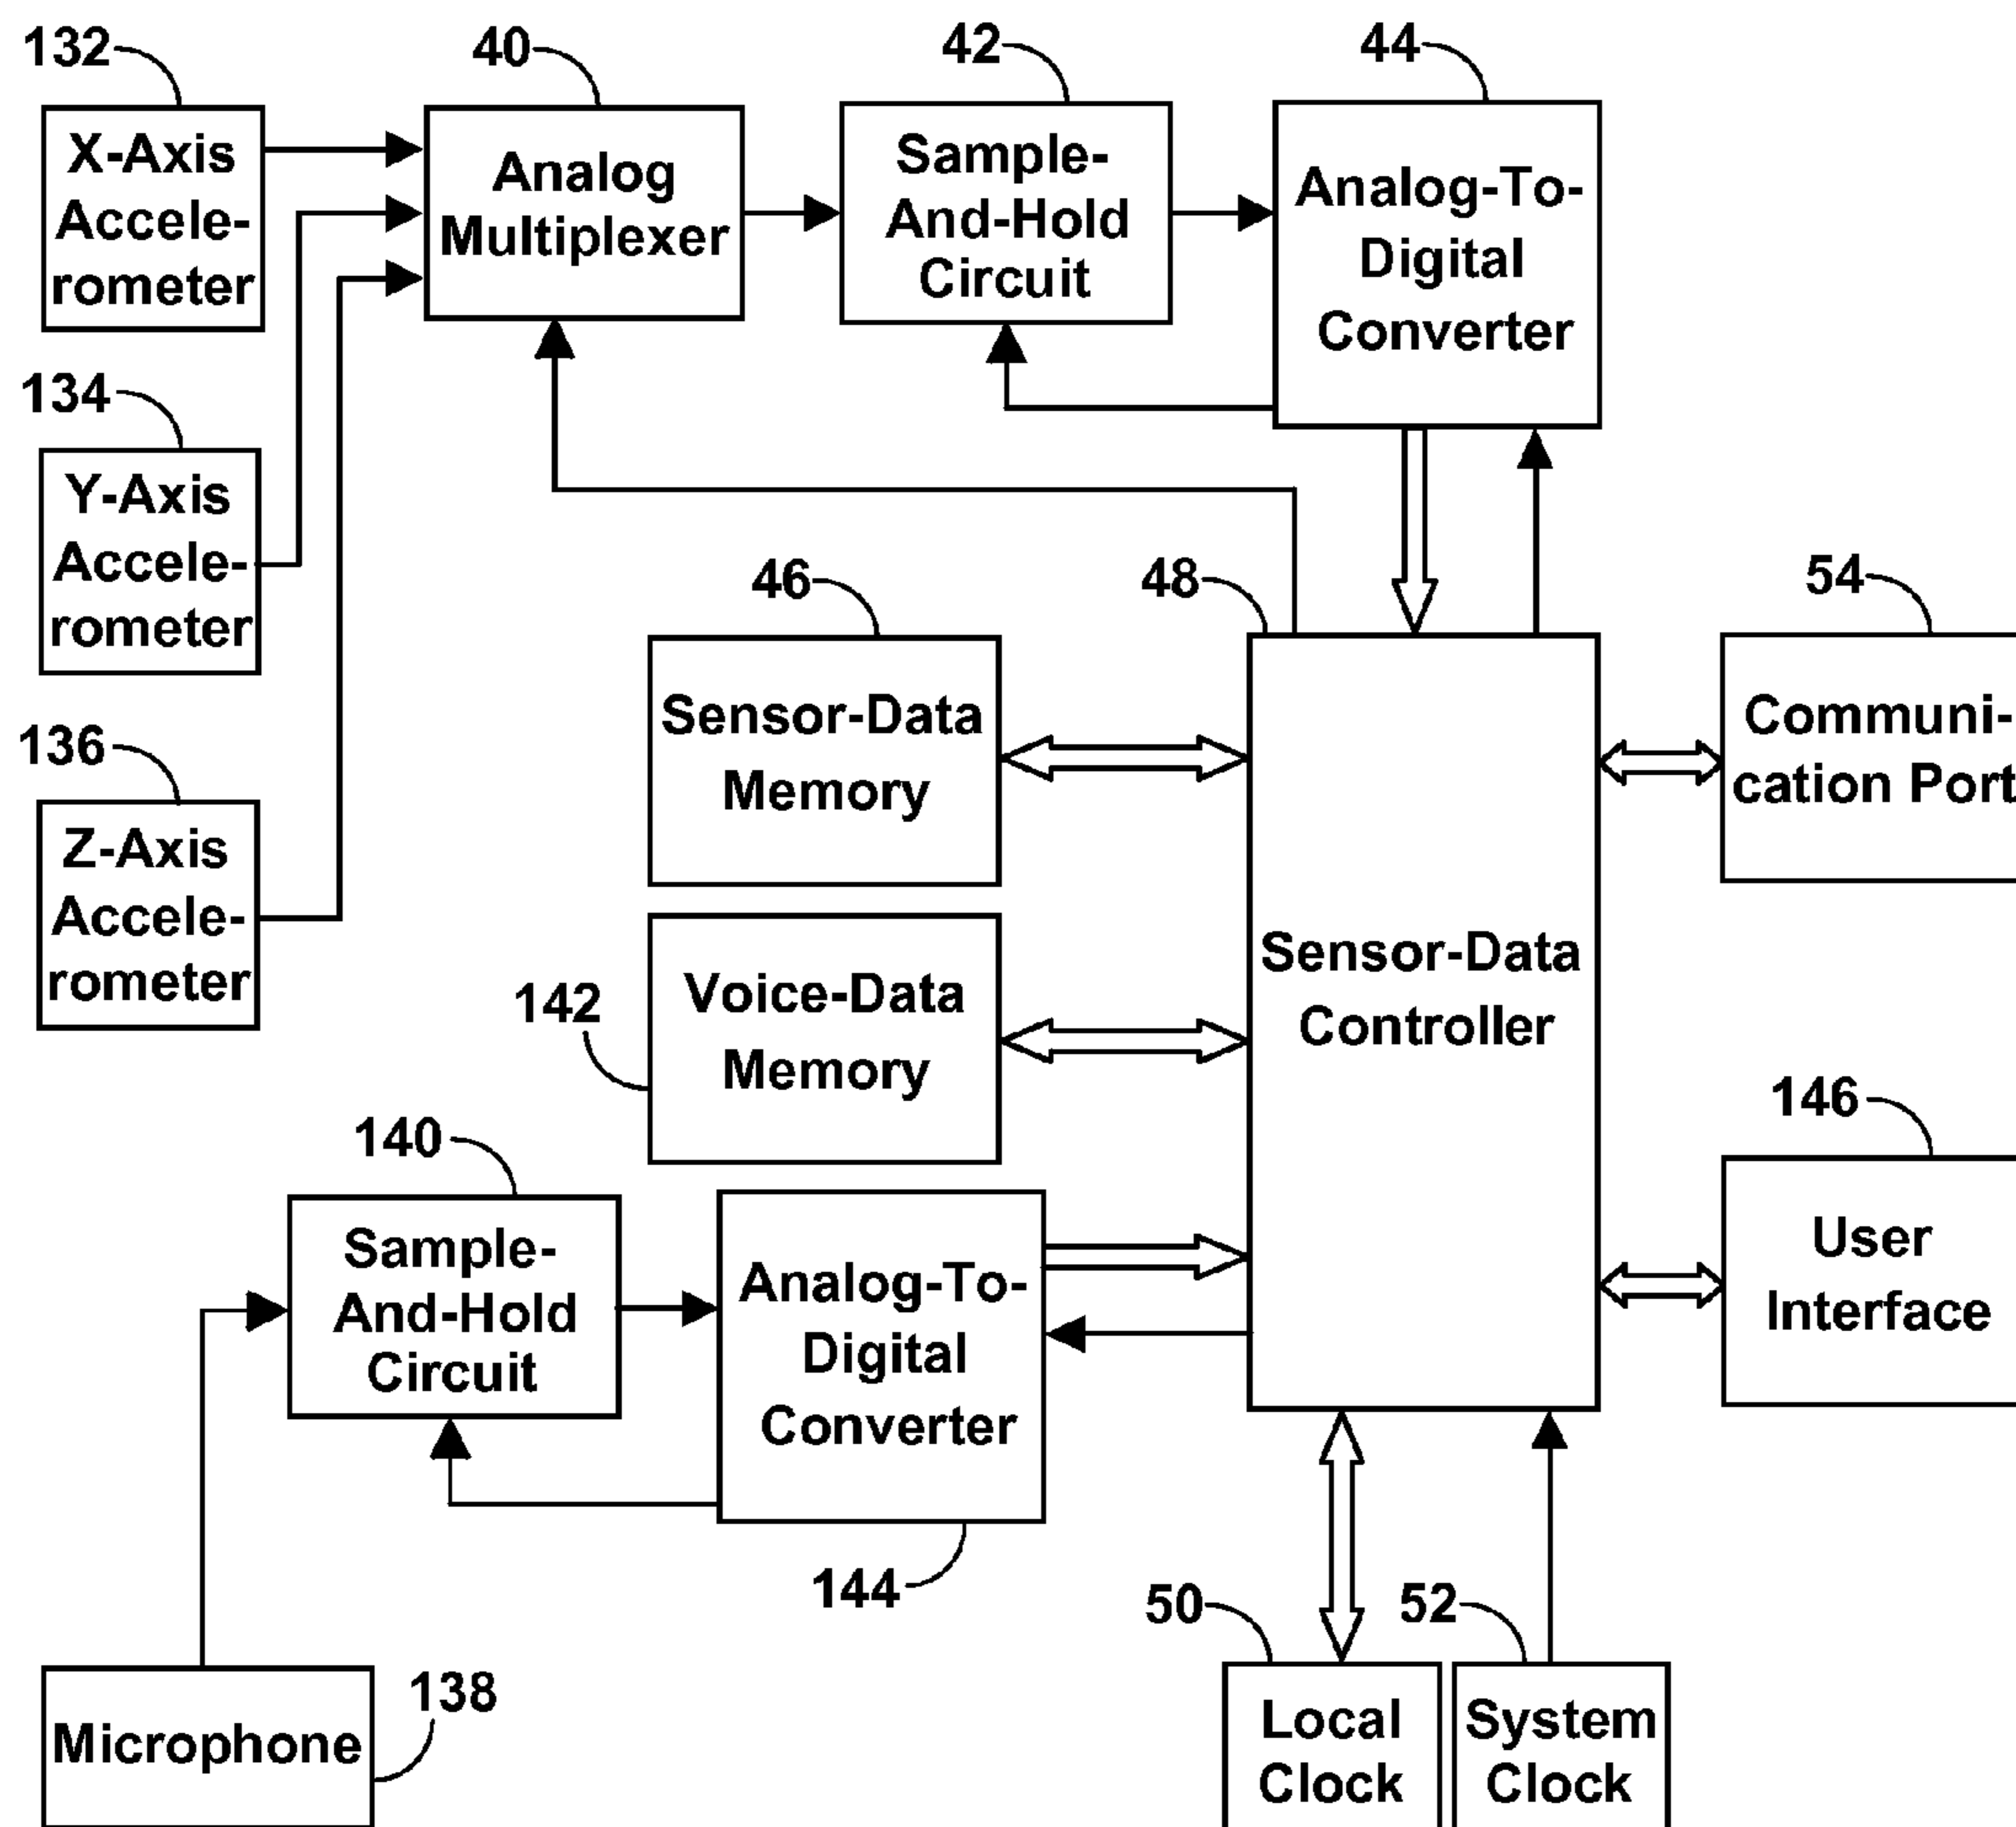 132
40
42
44
X-Axis
Accele-
rometer
Analog
Multiplexer
Sample-
And-Hold
Circuit
Analog-To-
Digital
Converter
134
Y-Axis
Accele-
rometer
46
48
54
Sensor-Data
Memory
Communi-
cation Port
136
Z-Axis
Accele-
rometer
142
Voice-Data
Memory
Sensor-Data
Controller
146
User
Interface
140
Sample-
And-Hold
Circuit
Analog-To-
Digital
Converter
144
50
52
138
Microphone
Local
Clock
System
Clock